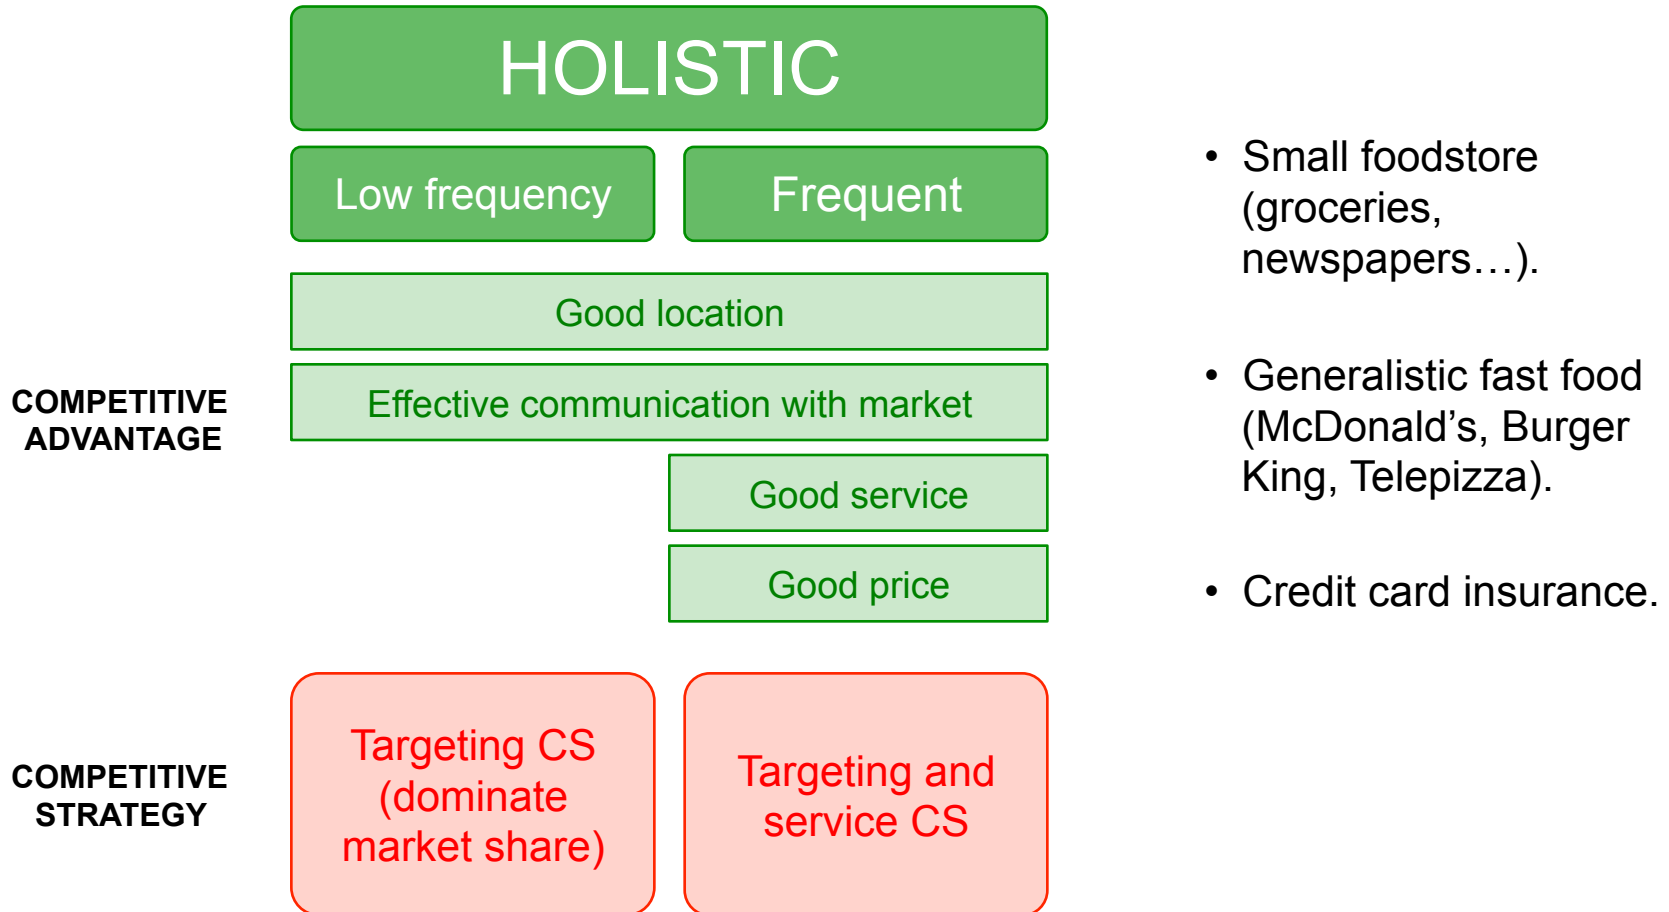 HOLISTIC
Low frequency
Frequent
Good location
COMPETITIVE
ADVANTAGE
Effective communication with market
Good service
Good price
COMPETITIVE
STRATEGY
Targeting CS
(dominate
market share)
Targeting and
service CS
• Small foodstore
(groceries,
newspapers…).
• Generalistic fast food
(McDonald’s, Burger
King, Telepizza).
• Credit card insurance.